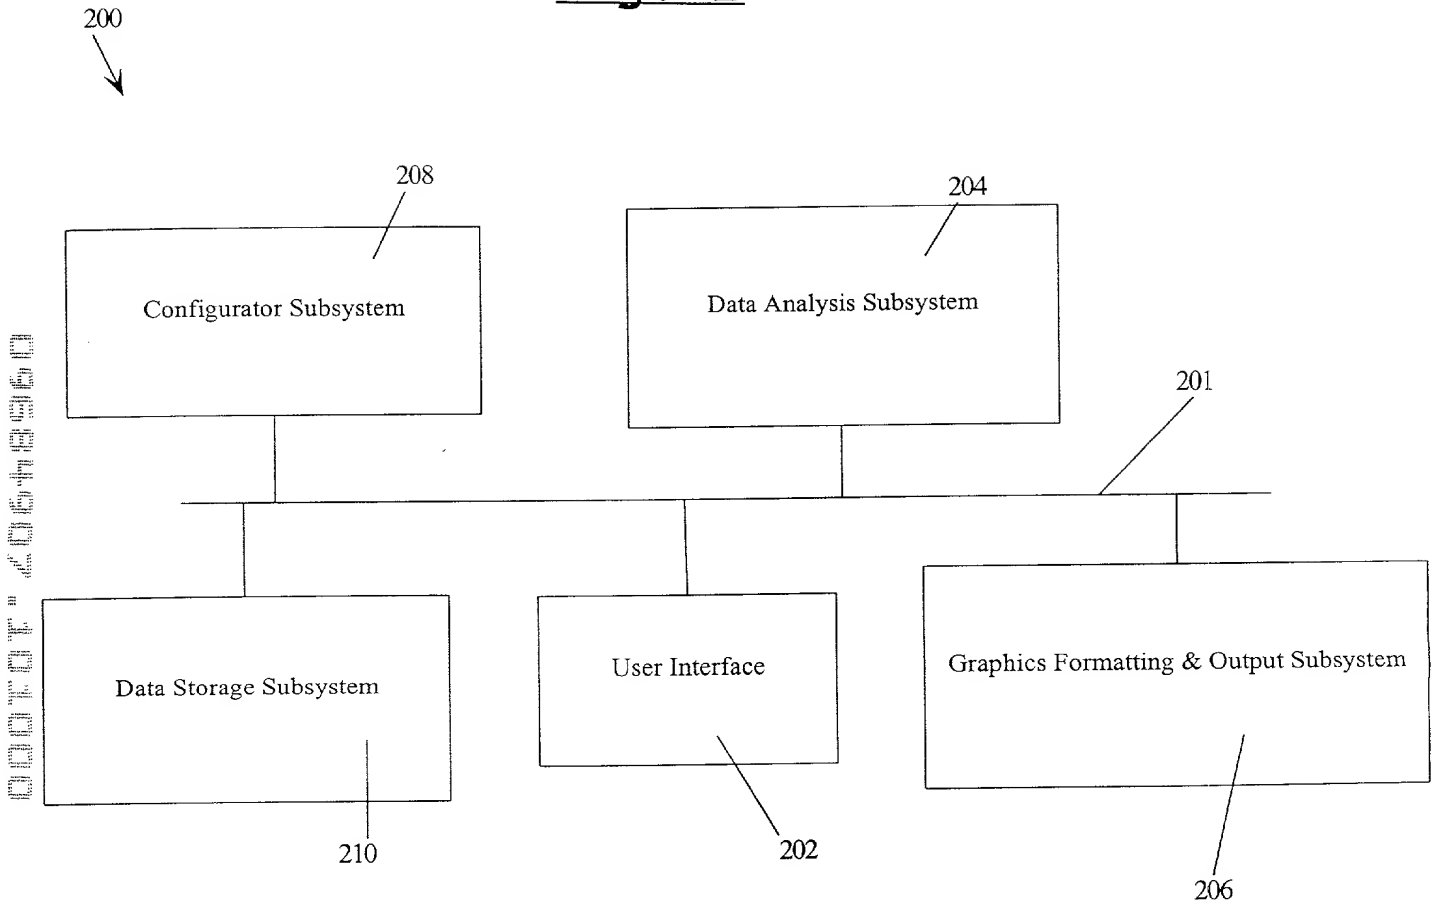 200
208
204
Configurator Subsystem
Data Analysis Subsystem
201
Data Storage Subsystem
User Interface
Graphics Formatting & Output Subsystem
210
202
206